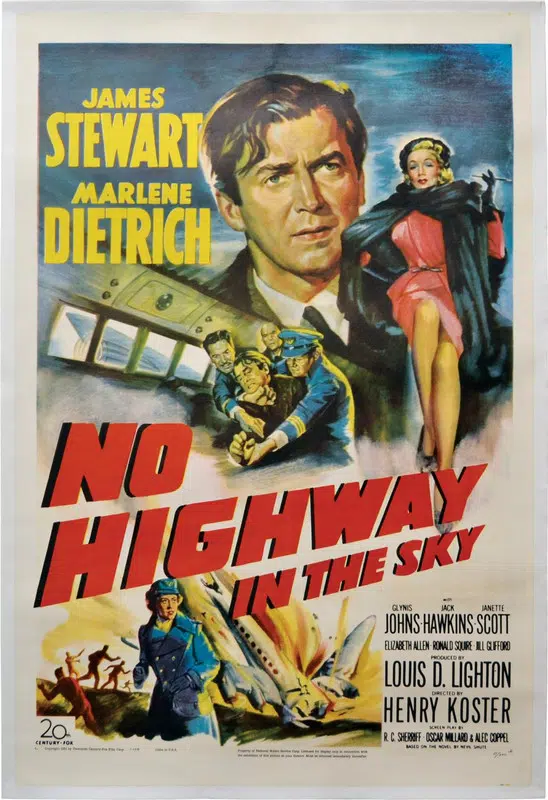 JAMES
STEWART
MARLENE
DIETRICH
NO
HIGHWAY
IN THE SKY
with
GLYNIS JACK JANETTE
JOHNS · HAWKINS · SCOTT
ELIZABETH ALLEN · RONALD SQUIRE · JILL CLIFFORD
PRODUCED BY
LOUIS D. LIGHTON
DIRECTED BY
HENRY KOSTER
SCREEN PLAY BY
R. C. SHERRIFF · OSCAR MILLARD & ALEC COPPEL
BASED ON THE NOVEL BY NEVIL SHUTE
20th
CENTURY-FOX